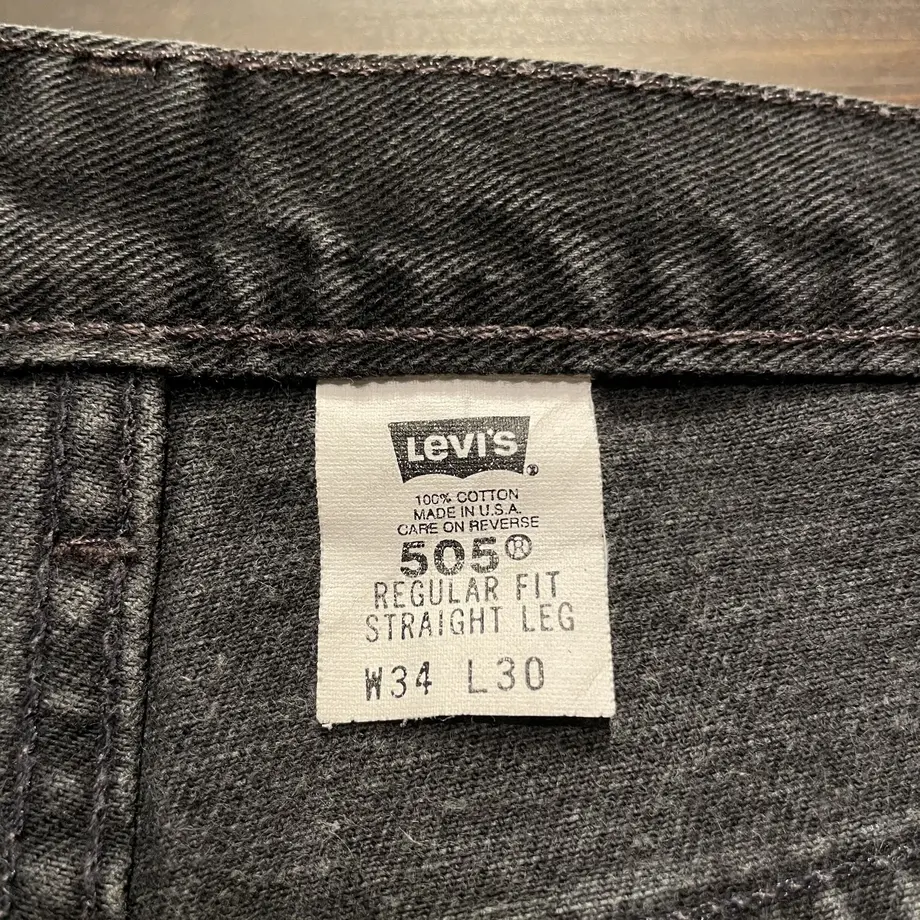 Levi's
100% COTTON
MADE IN U.S.A.
CARE ON REVERSE
505®
REGULAR FIT
STRAIGHT LEG
W34 L30